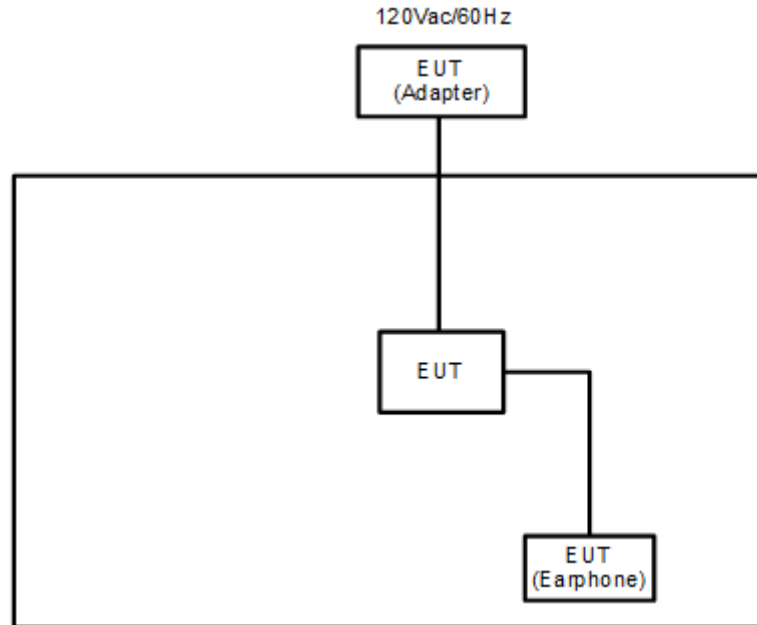 120Vac/60Hz
EUT
(Adapter)
EUT
EUT
(Earphone)